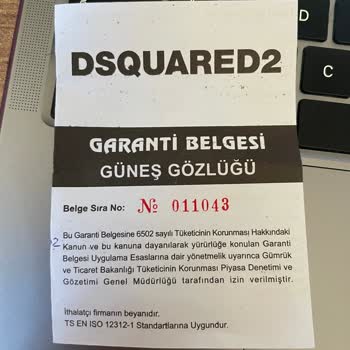 DSQUARED2
GARANTİ BELGESİ
GÜNEŞ GÖZLÜĞÜ
Belge Sıra No: № 011043
Bu Garanti Belgesine 6502 sayılı Tüketicinin Korunması Hakkındaki
Kanun ve bu kanuna dayanılarak yürürlüğe konulan Garanti
Belgesi Uygulama Esaslarına dair yönetmelik uyarınca Gümrük
ve Ticaret Bakanlığı Tüketicinin Korunması Piyasa Denetimi ve
Gözetimi Genel Müdürlüğü tarafından izin verilmiştir.
İthalatçı firmanın beyanıdır.
TS EN ISO 12312-1 Standartlarına Uygundur.
C